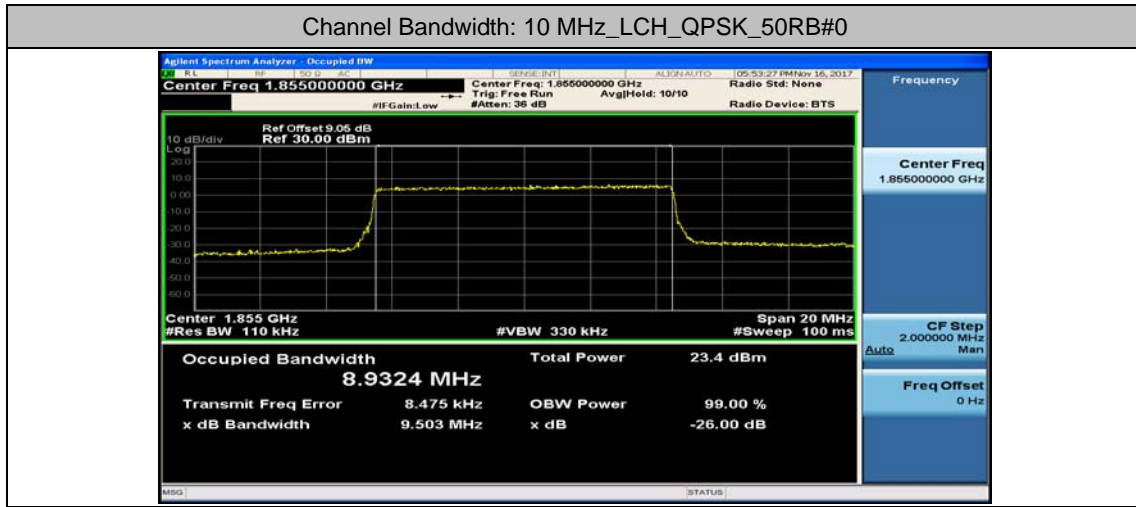 Channel Bandwidth: 10 MHz_LCH_QPSK_50RB#0
Agilent Spectrum Analyzer - Occupied BW
LXI RL RF 50 Ω AC SENSE:INT ALIGN AUTO 05:53:27 PM Nov 16, 2017
Center Freq 1.855000000 GHz
Center Freq: 1.855000000 GHz
Radio Std: None
Trig: Free Run Avg|Hold: 10/10
#IFGain:Low #Atten: 36 dB Radio Device: BTS
Ref Offset 9.05 dB
10 dB/div Ref 30.00 dBm
Log
20.0
10.0
0.00
-10.0
-20.0
-30.0
-40.0
-50.0
-60.0
Center 1.855 GHz Span 20 MHz
#Res BW 110 kHz #VBW 330 kHz #Sweep 100 ms
Occupied Bandwidth Total Power 23.4 dBm
8.9324 MHz
Transmit Freq Error 8.475 kHz OBW Power 99.00 %
x dB Bandwidth 9.503 MHz x dB -26.00 dB
MSG STATUS
Frequency
Center Freq
1.855000000 GHz
CF Step
2.000000 MHz
Auto Man
Freq Offset
0 Hz